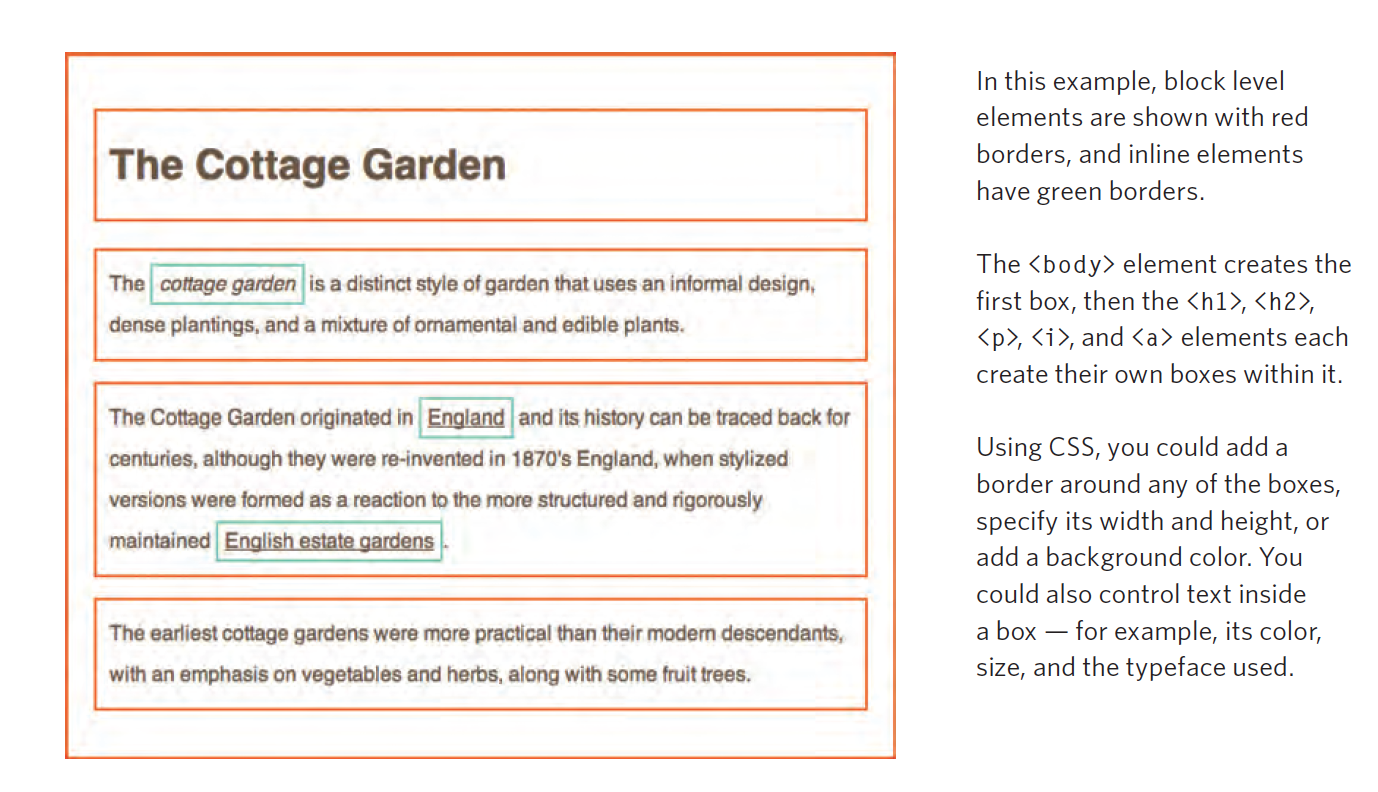 The Cottage Garden
The cottage garden is a distinct style of garden that uses an informal design,
dense plantings, and a mixture of ornamental and edible plants.
The Cottage Garden originated in England and its history can be traced back for
centuries, although they were re-invented in 1870's England, when stylized
versions were formed as a reaction to the more structured and rigorously
maintained English estate gardens.
The earliest cottage gardens were more practical than their modern descendants,
with an emphasis on vegetables and herbs, along with some fruit trees.
In this example, block level
elements are shown with red
borders, and inline elements
have green borders.
The <body> element creates the
first box, then the <h1>, <h2>,
<p>, <i>, and <a> elements each
create their own boxes within it.
Using CSS, you could add a
border around any of the boxes,
specify its width and height, or
add a background color. You
could also control text inside
a box — for example, its color,
size, and the typeface used.